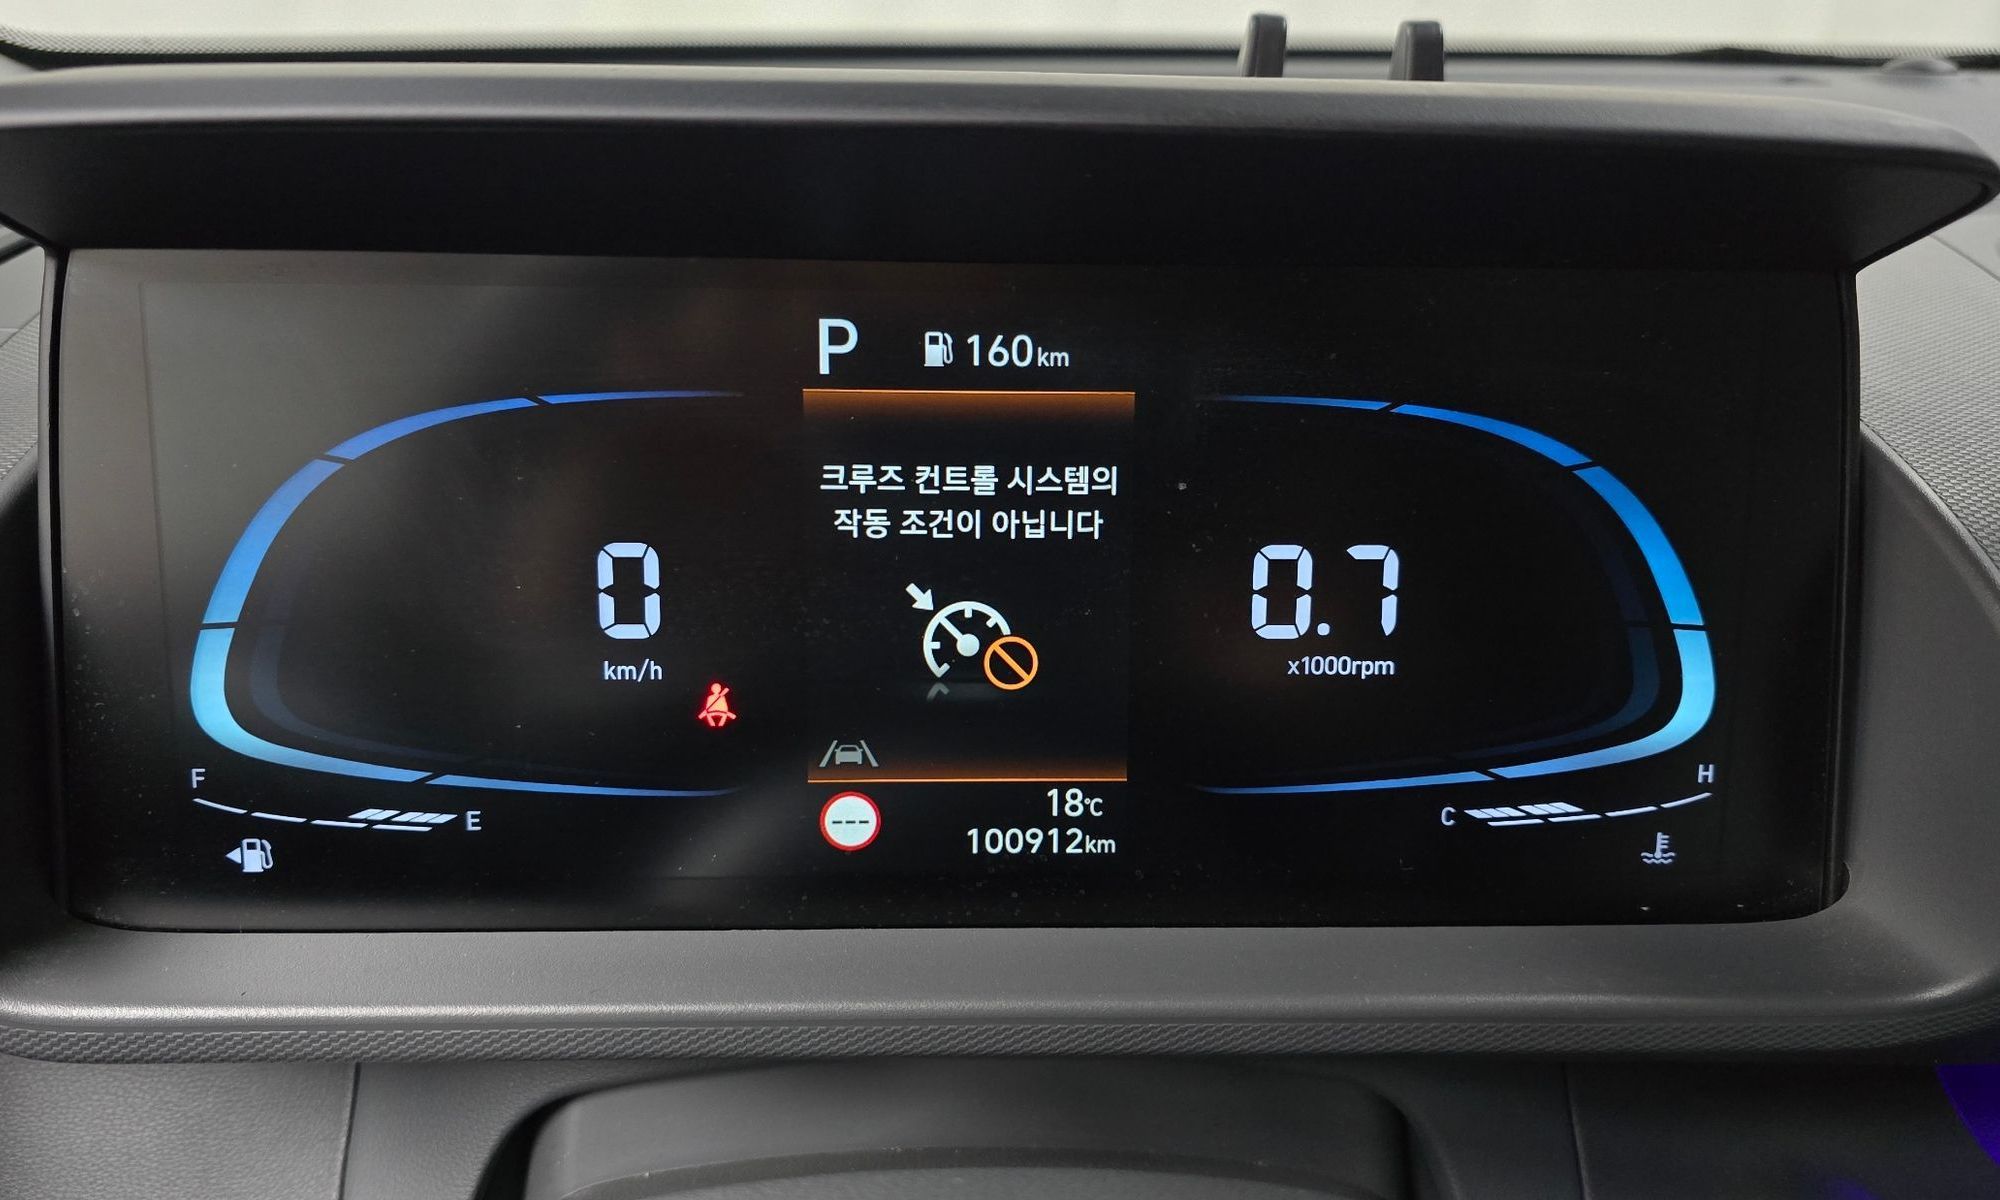 P 160km
크루즈 컨트롤 시스템의
작동 조건이 아닙니다
0
km/h
0.7
x1000rpm
F E
C H
---
18℃
100912km